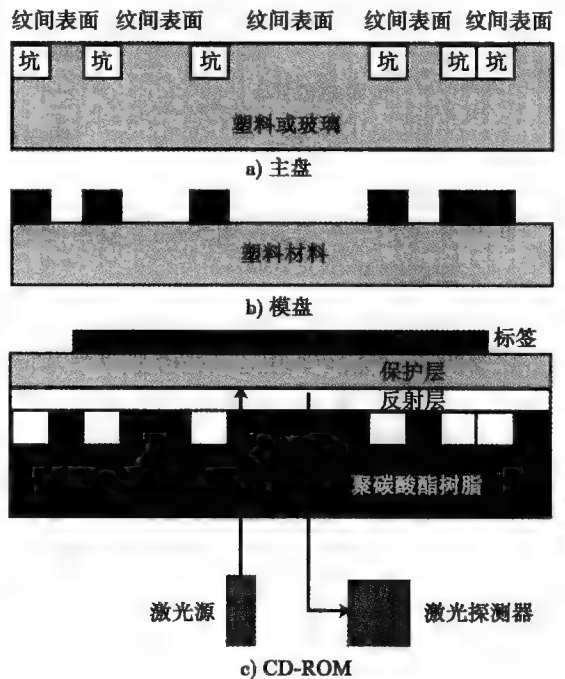 纹间表面 纹间表面 纹间表面 纹间表面 纹间表面
坑 坑 坑 坑 坑 坑
塑料或玻璃
a) 主盘
塑料材料
b) 模盘
标签
保护层
反射层
聚碳酸酯树脂
激光源 激光探测器
c) CD-ROM